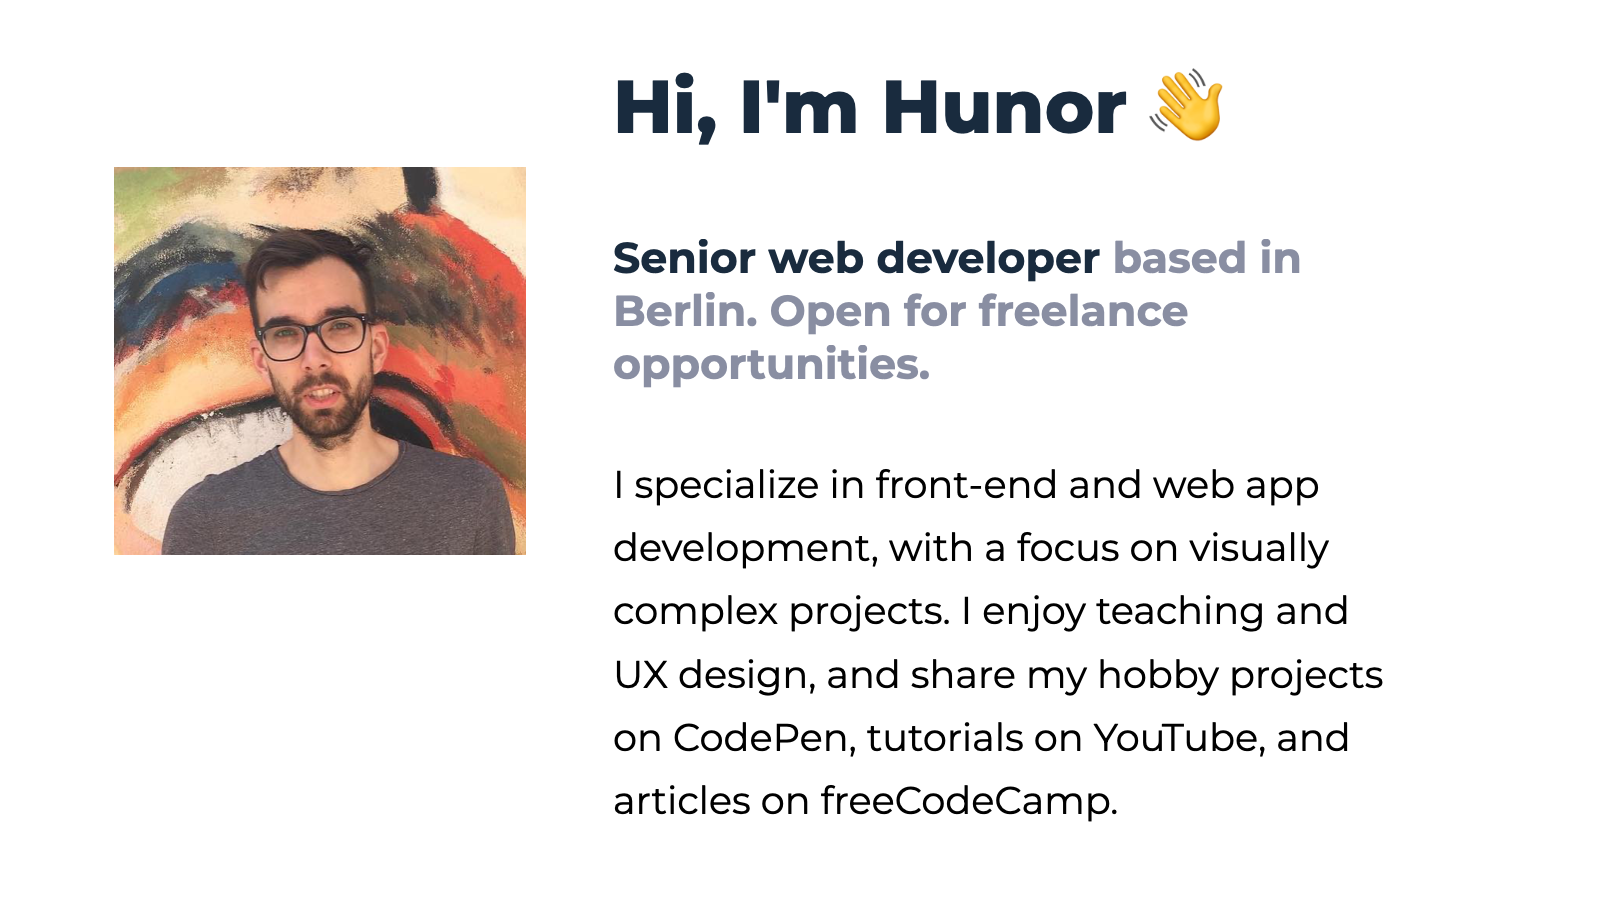 Hi, I'm Hunor 👋
Senior web developer based in
Berlin. Open for freelance
opportunities.
I specialize in front-end and web app
development, with a focus on visually
complex projects. I enjoy teaching and
UX design, and share my hobby projects
on CodePen, tutorials on YouTube, and
articles on freeCodeCamp.